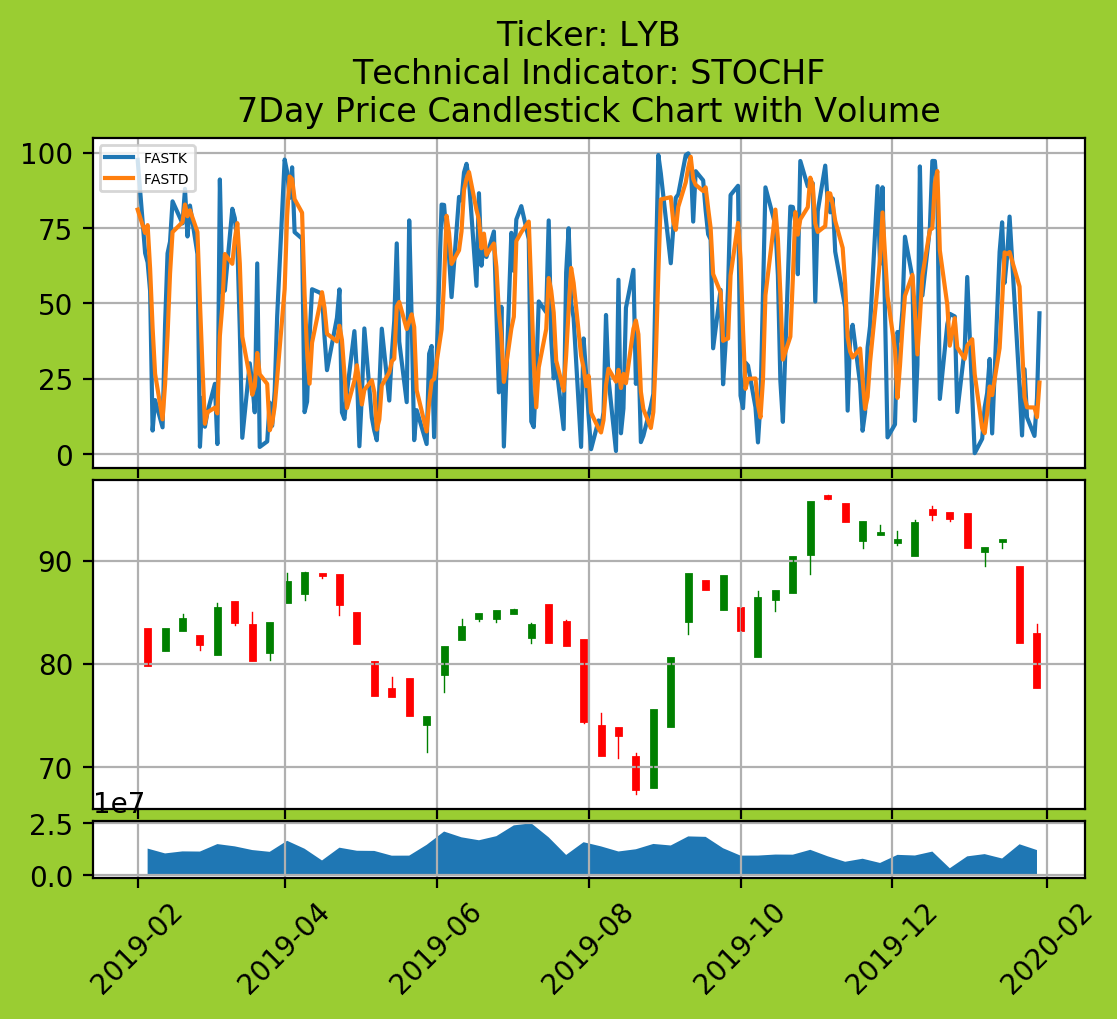 Ticker: LYB
Technical Indicator: STOCHF
7Day Price Candlestick Chart with Volume
100
FASTK
FASTD
75
50
25
0
90
80
70
1e7
2.5
0.0
2019-02
2019-04
2019-06
2019-08
2019-10
2019-12
2020-02